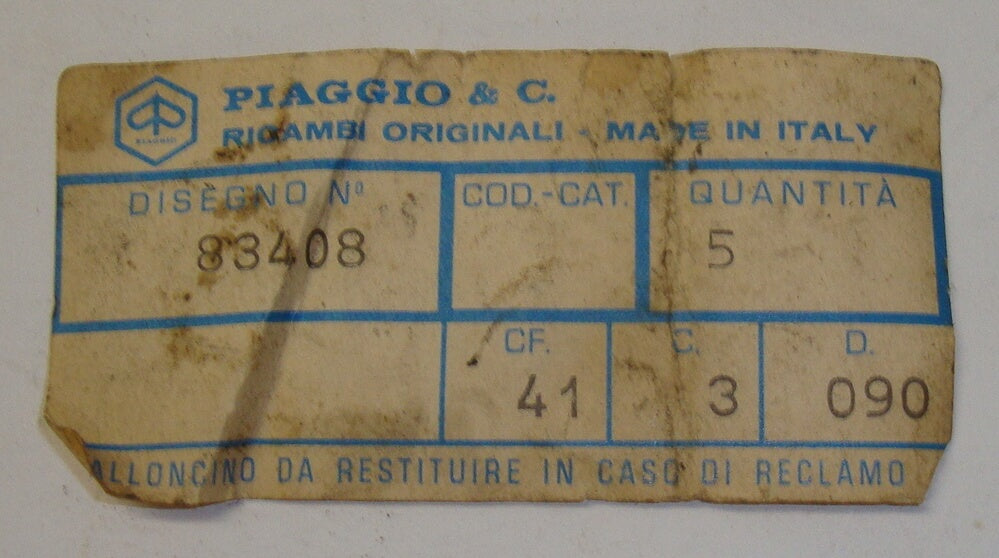 PIAGGIO & C.
RICAMBI ORIGINALI - MADE IN ITALY
DISEGNO Nº COD.-CAT. QUANTITÀ
83408 5
CF. C. D.
41 3 090
ALLONCINO DA RESTITUIRE IN CASO DI RECLAMO